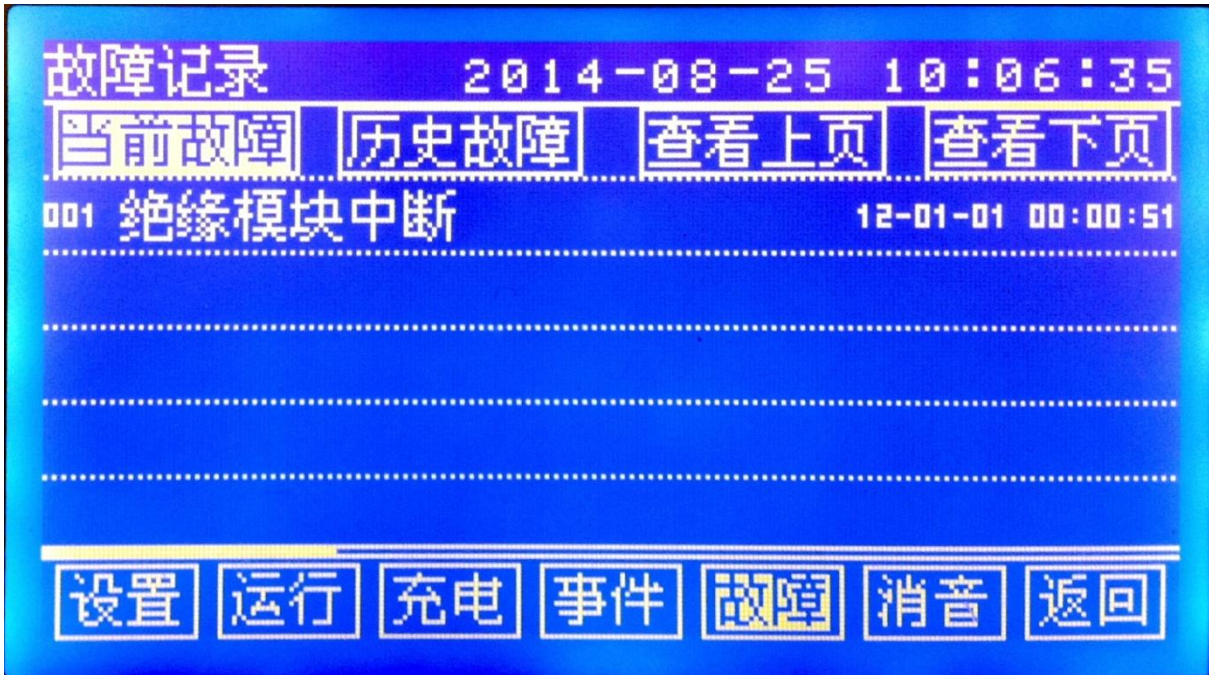 故障记录 2014-08-25 10:06:35
当前故障 历史故障 查看上页 查看下页
001 绝缘模块中断 12-01-01 00:00:51
设置 运行 充电 事件 故障 消音 返回